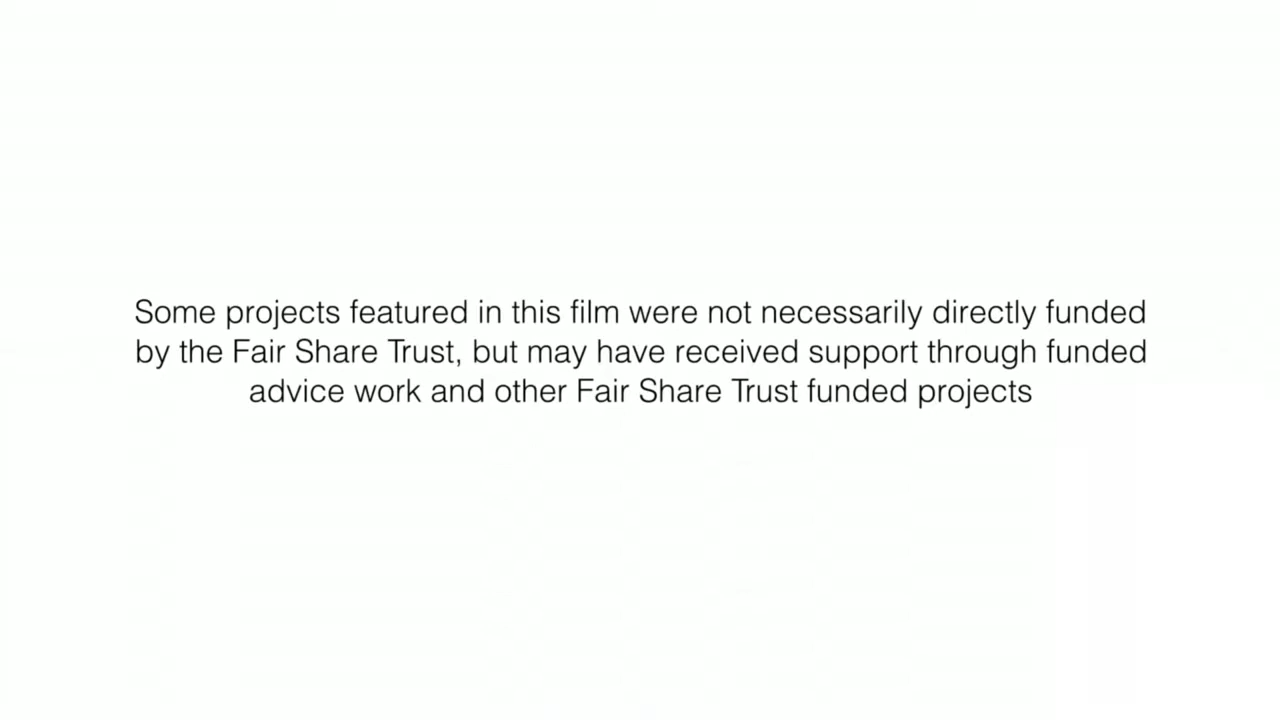 Some projects featured in this film were not necessarily directly funded
by the Fair Share Trust, but may have received support through funded
advice work and other Fair Share Trust funded projects